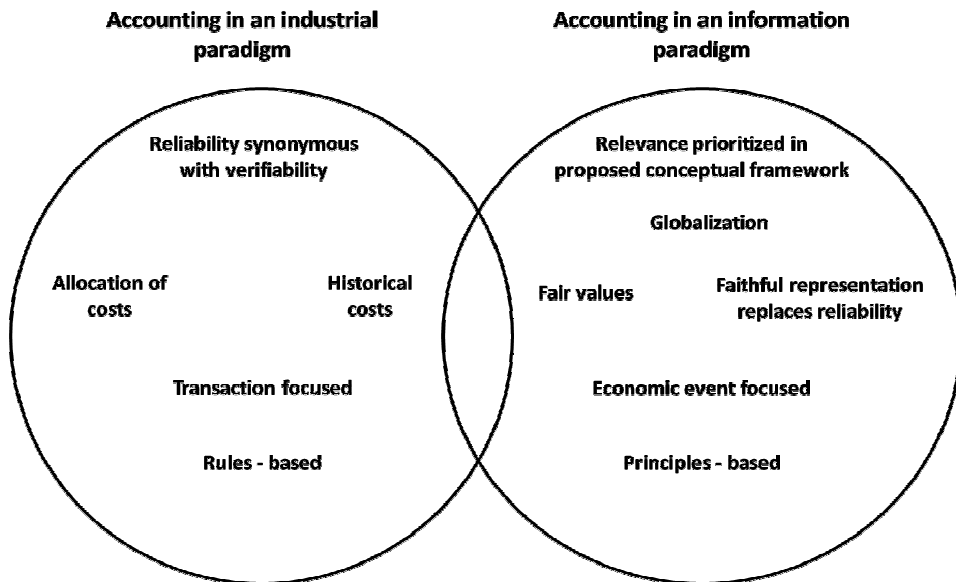 Accounting in an industrial
paradigm
Accounting in an information
paradigm
Reliability synonymous
with verifiability
Allocation of
costs
Historical
costs
Transaction focused
Rules - based
Relevance prioritized in
proposed conceptual framework
Globalization
Fair values
Faithful representation
replaces reliability
Economic event focused
Principles - based